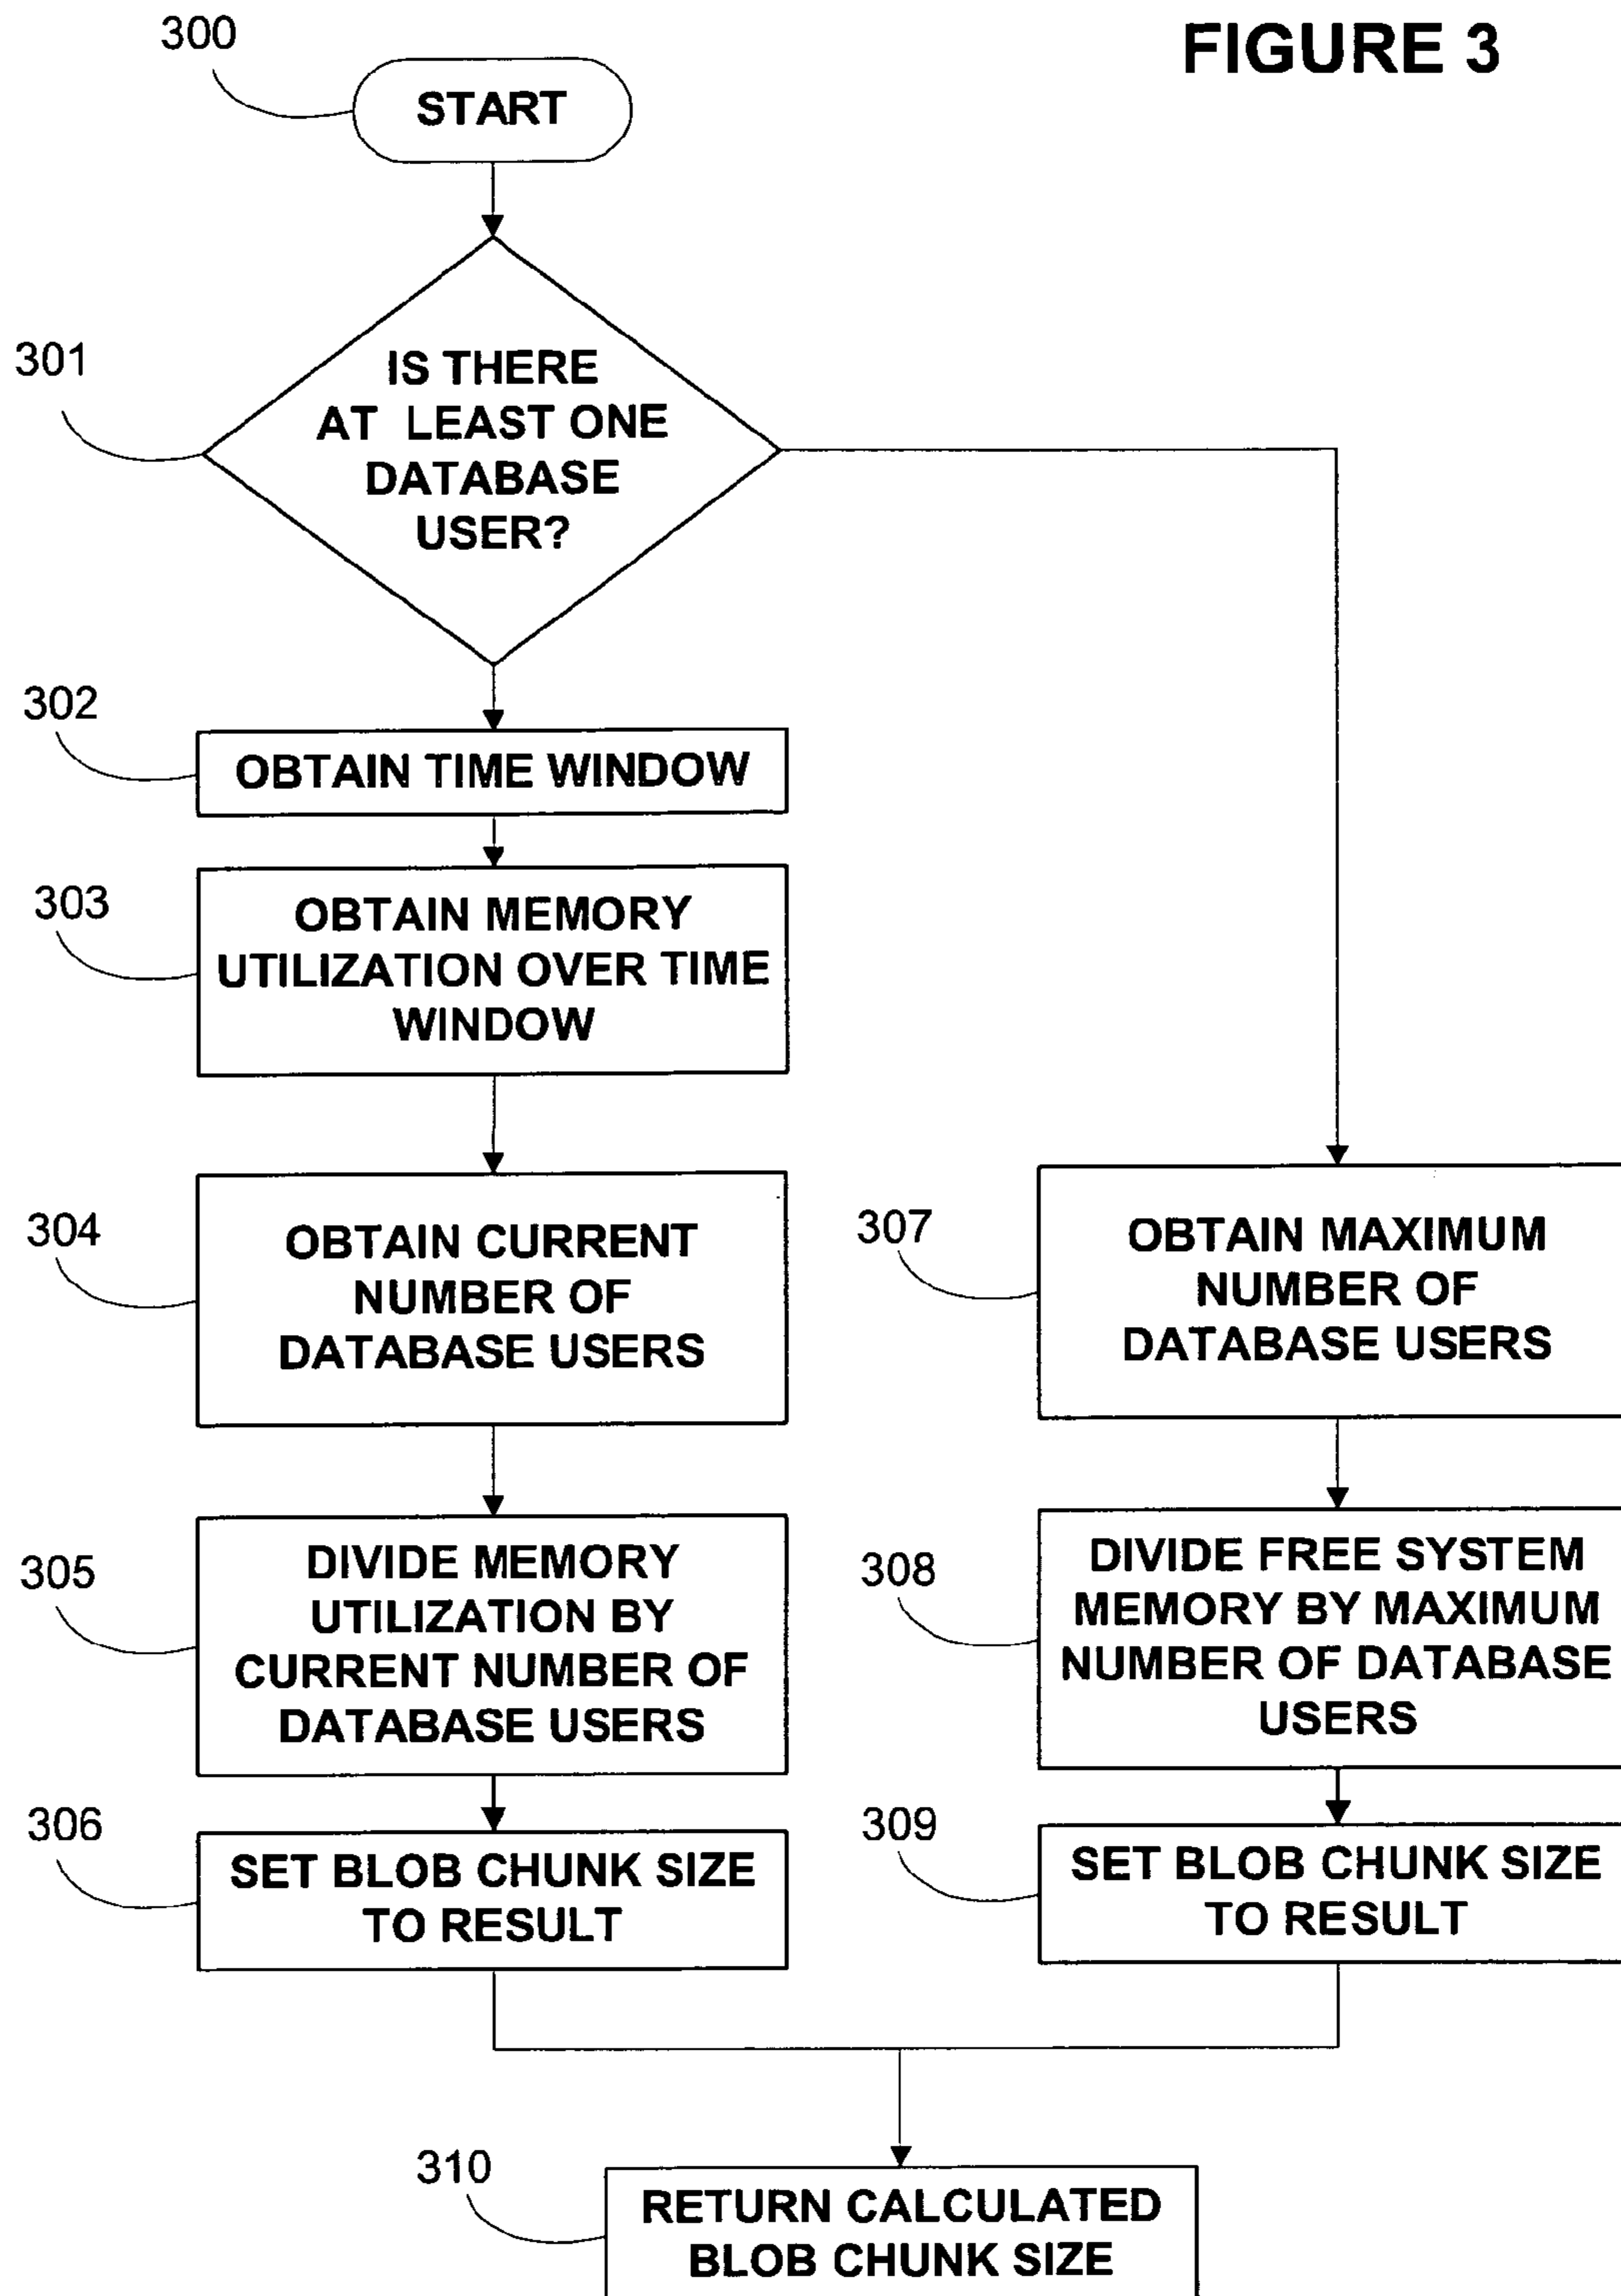 FIGURE 3
300
START
301
IS THERE
AT LEAST ONE
DATABASE
USER?
302
OBTAIN TIME WINDOW
303
OBTAIN MEMORY
UTILIZATION OVER TIME
WINDOW
304
OBTAIN CURRENT
NUMBER OF
DATABASE USERS
305
DIVIDE MEMORY
UTILIZATION BY
CURRENT NUMBER OF
DATABASE USERS
306
SET BLOB CHUNK SIZE
TO RESULT
307
OBTAIN MAXIMUM
NUMBER OF
DATABASE USERS
308
DIVIDE FREE SYSTEM
MEMORY BY MAXIMUM
NUMBER OF DATABASE
USERS
309
SET BLOB CHUNK SIZE
TO RESULT
310
RETURN CALCULATED
BLOB CHUNK SIZE